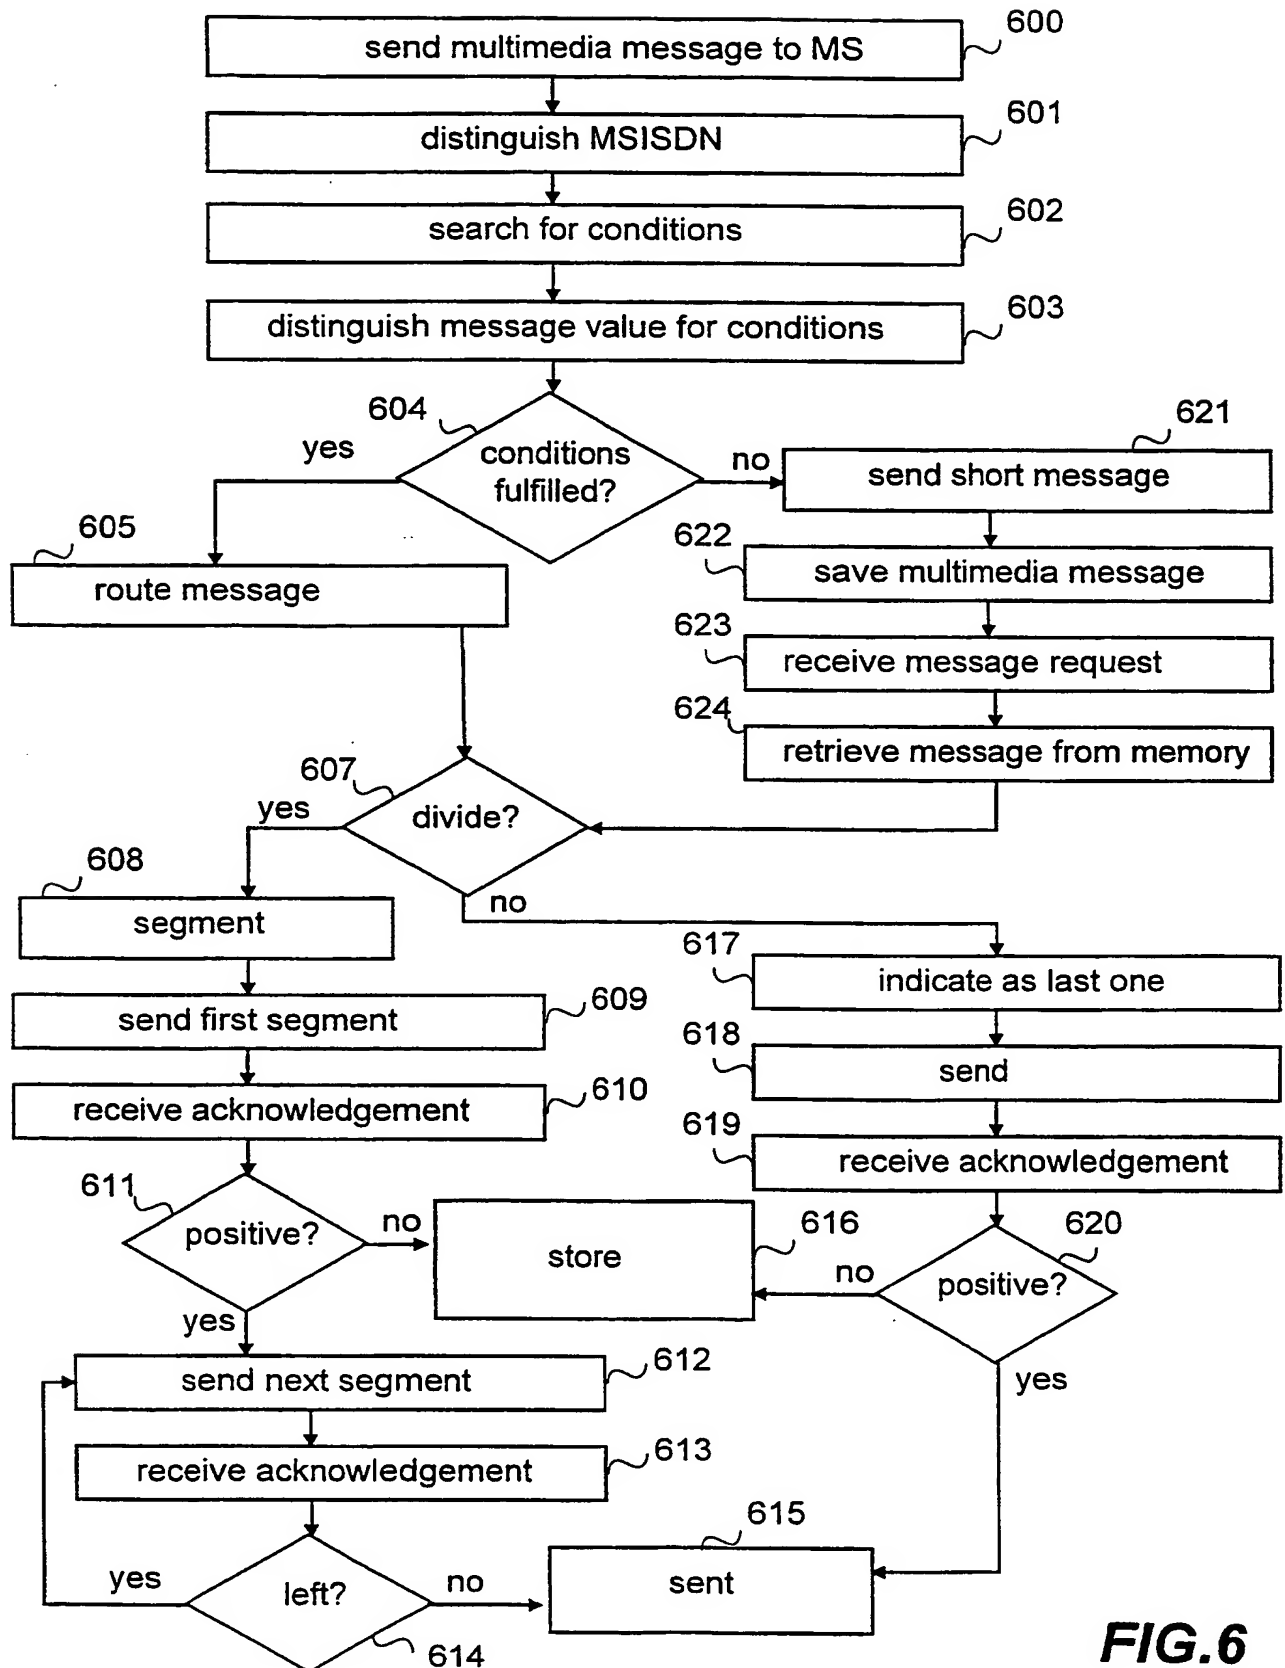 600
send multimedia message to MS
601
distinguish MSISDN
602
search for conditions
603
distinguish message value for conditions
604
yes
conditions
fulfilled?
no
621
send short message
605
route message
622
save multimedia message
623
receive message request
624
retrieve message from memory
607
yes
divide?
608
segment
no
617
indicate as last one
609
send first segment
618
send
610
receive acknowledgement
619
receive acknowledgement
611
positive?
no
store
616
no
620
positive?
yes
612
send next segment
yes
613
receive acknowledgement
615
sent
yes
left?
no
614
FIG.6